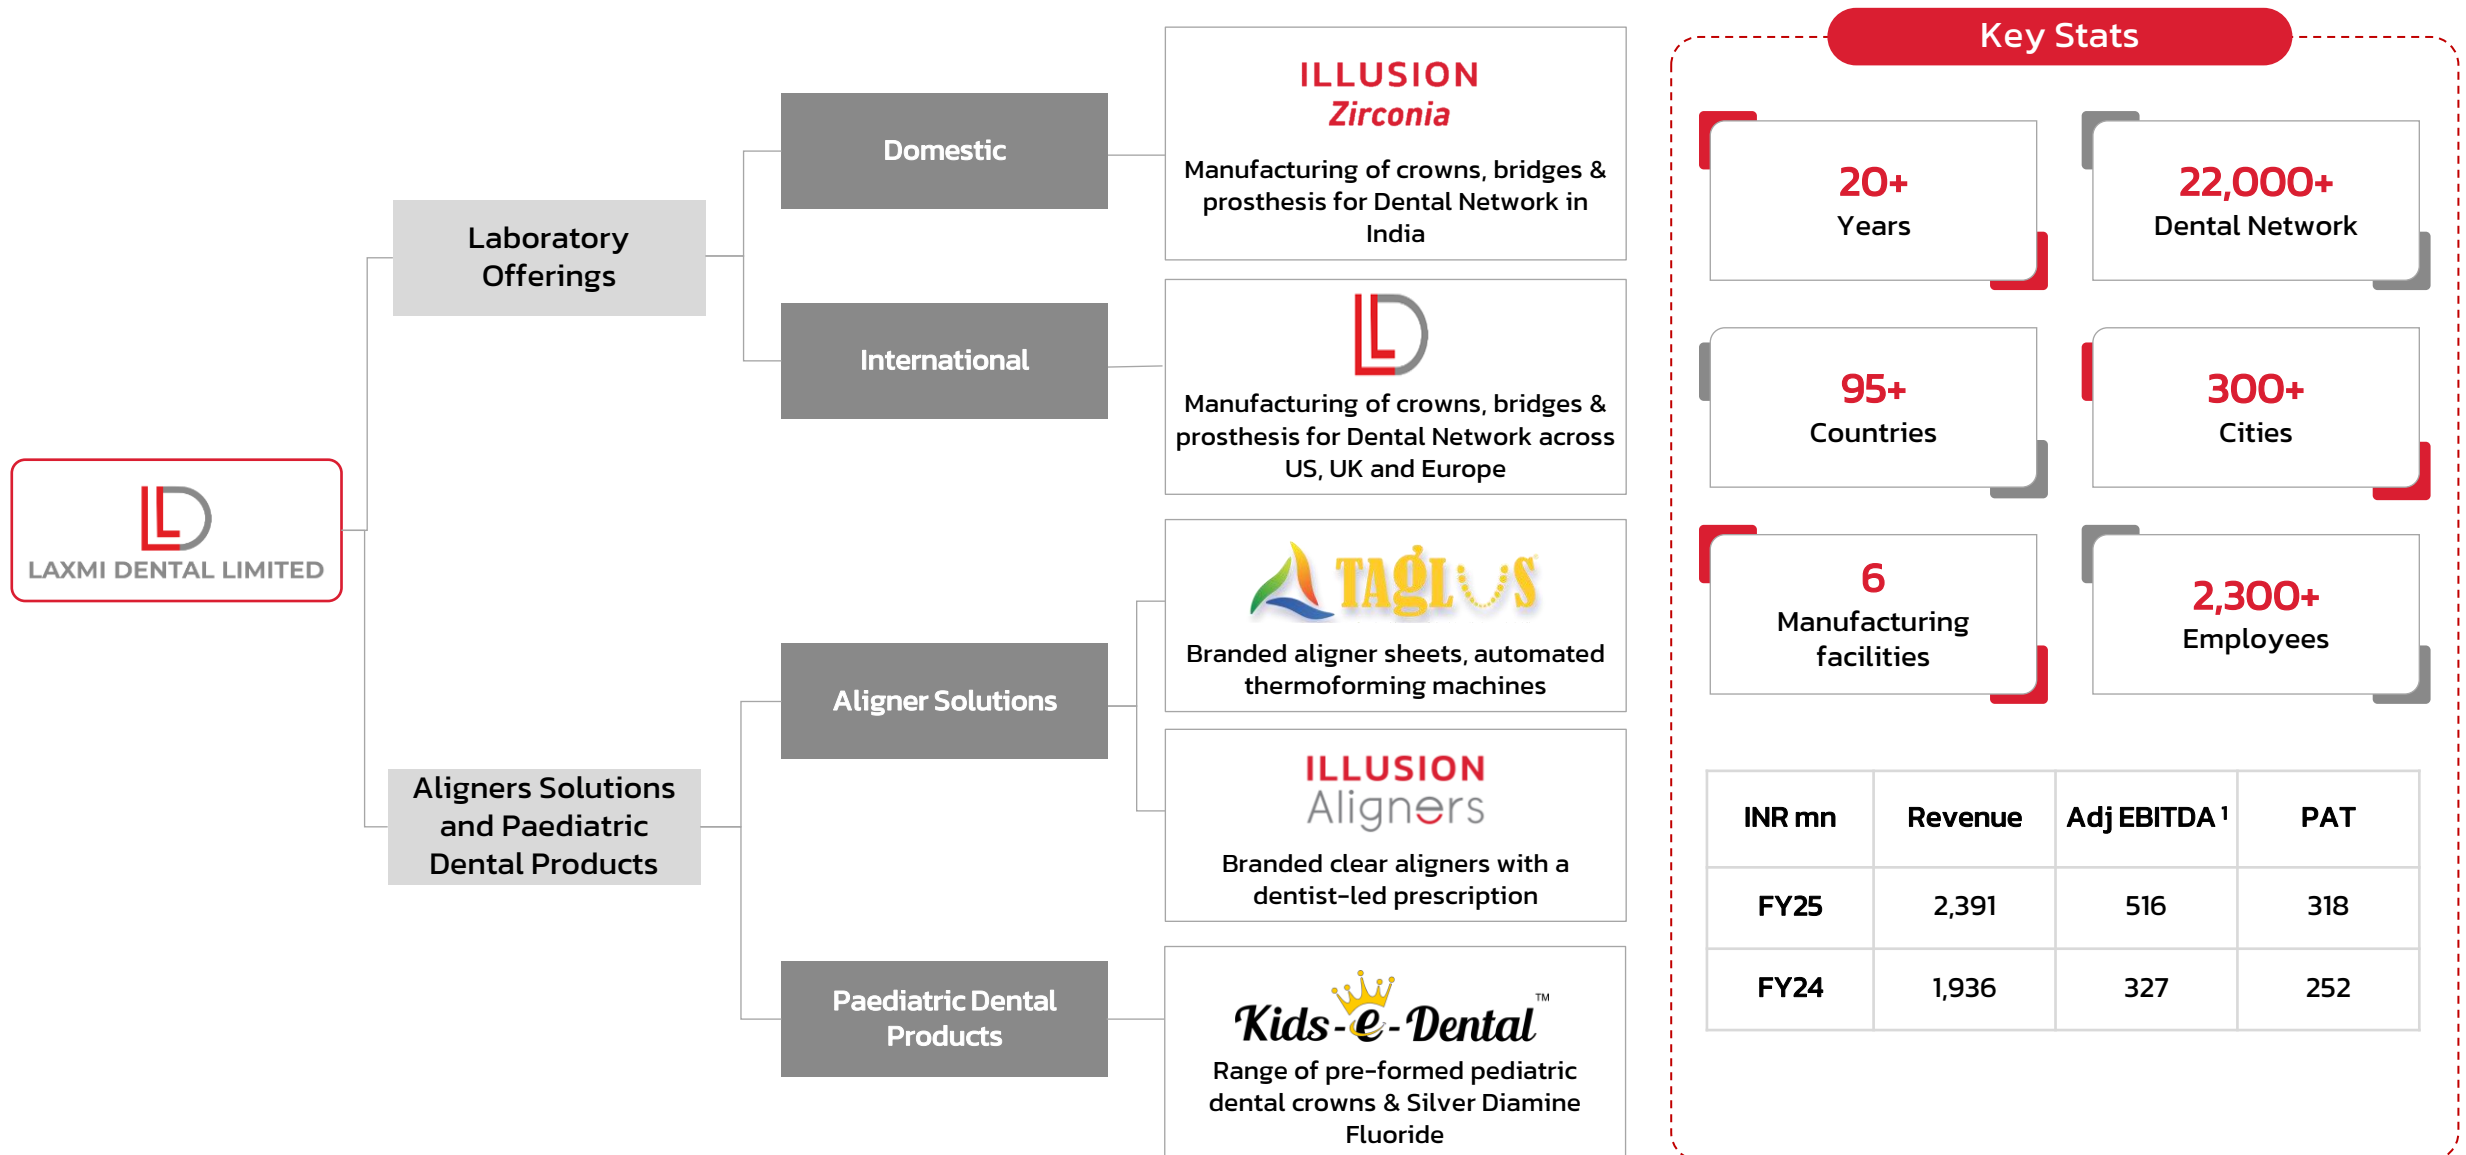 LAXMI DENTAL LIMITED
Laboratory
Offerings
Domestic
ILLUSION
Zirconia
Manufacturing of crowns, bridges &
prosthesis for Dental Network in
India
International
Manufacturing of crowns, bridges &
prosthesis for Dental Network across
US, UK and Europe
Aligners Solutions
and Paediatric
Dental Products
Aligner Solutions
TAGLUS
Branded aligner sheets, automated
thermoforming machines
ILLUSION
Aligners
Branded clear aligners with a
dentist-led prescription
Paediatric Dental
Products
Kids-e-Dental™
Range of pre-formed pediatric
dental crowns & Silver Diamine
Fluoride
Key Stats
20+
Years
22,000+
Dental Network
95+
Countries
300+
Cities
6
Manufacturing
facilities
2,300+
Employees
INR mn Revenue Adj EBITDA ¹ PAT
FY25 2,391 516 318
FY24 1,936 327 252